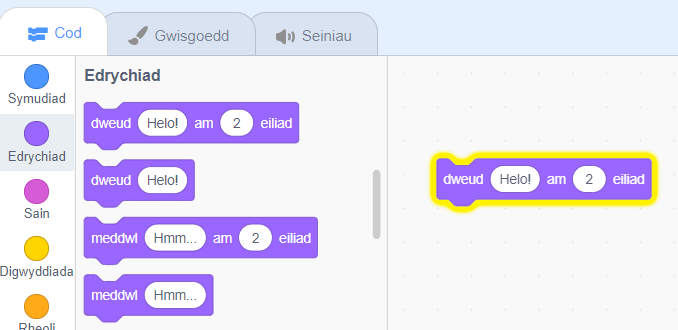 Cod
Gwisgoedd
Seiniau
Symudiad
Edrychiad
Sain
Digwyddiada
Rheoli
Edrychiad
dweud Helo! am 2 eiliad
dweud Helo!
meddwl Hmm... am 2 eiliad
meddwl Hmm...
dweud Helo! am 2 eiliad